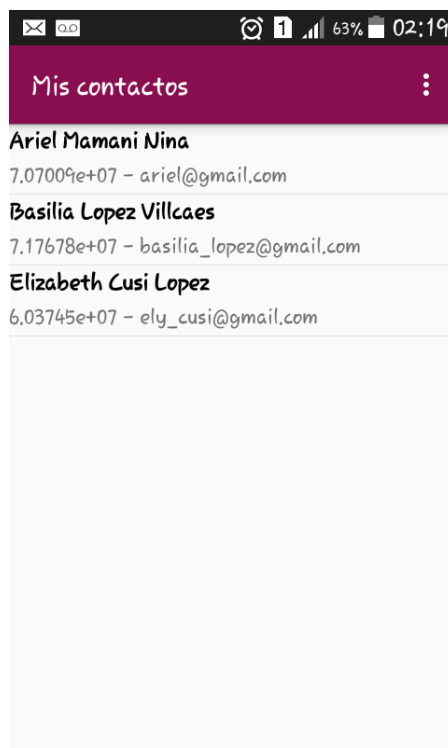 1 63% 02:19
Mis contactos
Ariel Mamani Nina
7.07009e+07 - ariel@gmail.com
Basilia Lopez Villcaes
7.17678e+07 - basilia_lopez@gmail.com
Elizabeth Cusi Lopez
6.03745e+07 - ely_cusi@gmail.com